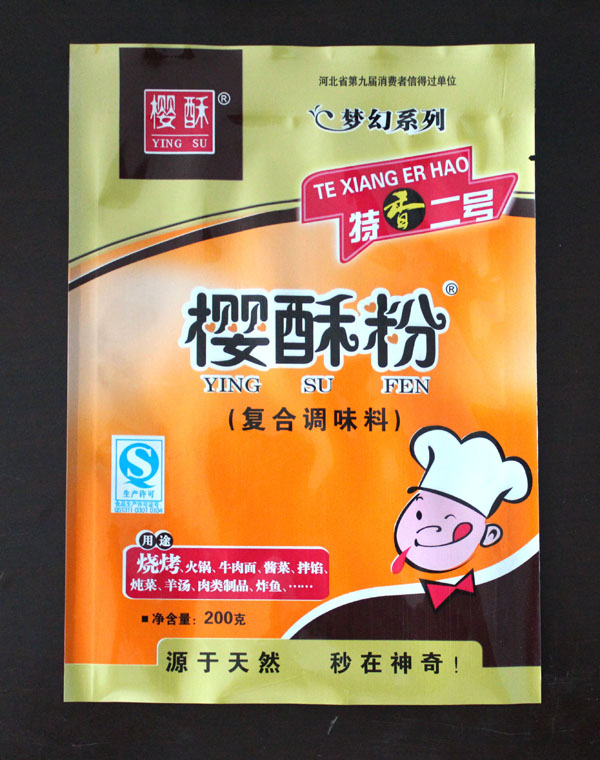 河北省第九届消费者信得过单位
樱酥®
YING SU
梦幻系列
TE XIANG ER HAO
特香二号
樱酥粉®
YING SU FEN
(复合调味料)
生产许可
用途
烧烤、火锅、牛肉面、酱菜、拌馅、
炖菜、羊汤、肉类制品、炸鱼、……
■净含量：200克
源于天然 秒在神奇！